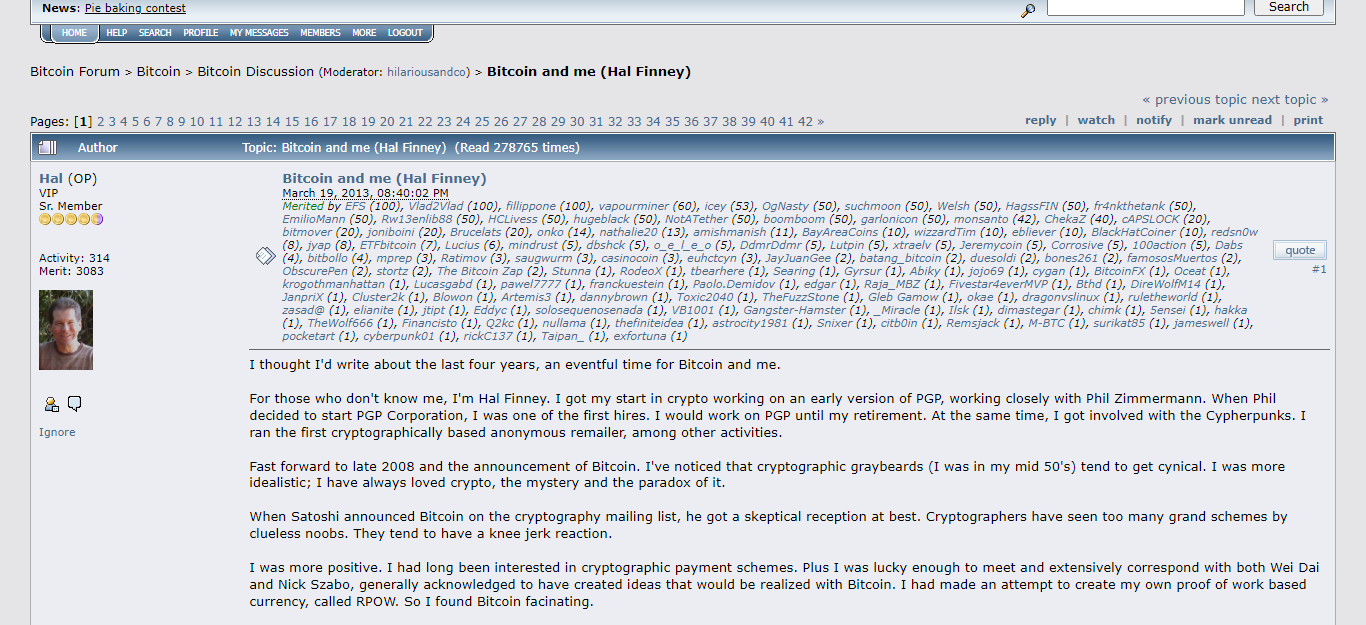 News: Pie baking contest
Search
HOME HELP SEARCH PROFILE MY MESSAGES MEMBERS MORE LOGOUT
Bitcoin Forum > Bitcoin > Bitcoin Discussion (Moderator: hilariousandco) > Bitcoin and me (Hal Finney)
« previous topic next topic »
Pages: [1] 2 3 4 5 6 7 8 9 10 11 12 13 14 15 16 17 18 19 20 21 22 23 24 25 26 27 28 29 30 31 32 33 34 35 36 37 38 39 40 41 42 »
reply | watch | notify | mark unread | print
Author
Topic: Bitcoin and me (Hal Finney) (Read 278765 times)
Hal (OP)
VIP
Sr. Member
Activity: 314
Merit: 3083
Ignore
Bitcoin and me (Hal Finney)
March 19, 2013, 08:40:02 PM
Merited by EFS (100), Vlad2Vlad (100), fillippone (100), vapourminer (60), icey (53), OgNasty (50), suchmoon (50), Welsh (50), HagssFIN (50), fr4nkthetank (50),
EmilioMann (50), Rw13enlib88 (50), HCLivess (50), hugeblack (50), NotATether (50), boomboom (50), garlonicon (50), monsanto (42), ChekaZ (40), cAPSLOCK (20),
bitmover (20), joniboini (20), Brucelats (20), onko (14), nathalie20 (13), amishmanish (11), BayAreaCoins (10), wizzardTim (10), ebliever (10), BlackHatCoiner (10), redsn0w
(8), jyap (8), ETFbitcoin (7), Lucius (6), mindrust (5), dbshck (5), o_e_l_e_o (5), DdmrDdmr (5), Lutpin (5), xtraelv (5), Jeremycoin (5), Corrosive (5), 100action (5), Dabs
(4), bitbollo (4), mprep (3), Ratimov (3), saugwurm (3), casinocoin (3), euhctcyn (3), JayJuanGee (2), batang_bitcoin (2), duesoldi (2), bones261 (2), famososMuertos (2),
ObscurePen (2), stortz (2), The Bitcoin Zap (2), Stunna (1), RodeoX (1), tbearhere (1), Searing (1), Gyrsur (1), Abiky (1), jojo69 (1), cygan (1), BitcoinFX (1), Oceat (1),
krogothmanhattan (1), Lucasgabd (1), pawel7777 (1), franckuestein (1), Paolo.Demidov (1), edgar (1), Raja_MBZ (1), Fivestar4everMVP (1), Bthd (1), DireWolfM14 (1),
JanpriX (1), Cluster2k (1), Blowon (1), Artemis3 (1), dannybrown (1), Toxic2040 (1), TheFuzzStone (1), Gleb Gamow (1), okae (1), dragonvslinux (1), ruletheworld (1),
zasad@ (1), elianite (1), jtipt (1), Eddyc (1), solosequenosenada (1), VB1001 (1), Gangster-Hamster (1), _Miracle (1), Ilsk (1), dimastegar (1), chimk (1), Sensei (1), hakka
(1), TheWolf666 (1), Financisto (1), Q2kc (1), nullama (1), thefiniteidea (1), astrocity1981 (1), Snixer (1), citb0in (1), Remsjack (1), M-BTC (1), surikat85 (1), jameswell (1),
pocketart (1), cyberpunk01 (1), rickC137 (1), Taipan_ (1), exfortuna (1)
quote
#1
I thought I'd write about the last four years, an eventful time for Bitcoin and me.
For those who don't know me, I'm Hal Finney. I got my start in crypto working on an early version of PGP, working closely with Phil Zimmermann. When Phil
decided to start PGP Corporation, I was one of the first hires. I would work on PGP until my retirement. At the same time, I got involved with the Cypherpunks. I
ran the first cryptographically based anonymous remailer, among other activities.
Fast forward to late 2008 and the announcement of Bitcoin. I've noticed that cryptographic graybeards (I was in my mid 50's) tend to get cynical. I was more
idealistic; I have always loved crypto, the mystery and the paradox of it.
When Satoshi announced Bitcoin on the cryptography mailing list, he got a skeptical reception at best. Cryptographers have seen too many grand schemes by
clueless noobs. They tend to have a knee jerk reaction.
I was more positive. I had long been interested in cryptographic payment schemes. Plus I was lucky enough to meet and extensively correspond with both Wei Dai
and Nick Szabo, generally acknowledged to have created ideas that would be realized with Bitcoin. I had made an attempt to create my own proof of work based
currency, called RPOW. So I found Bitcoin facinating.